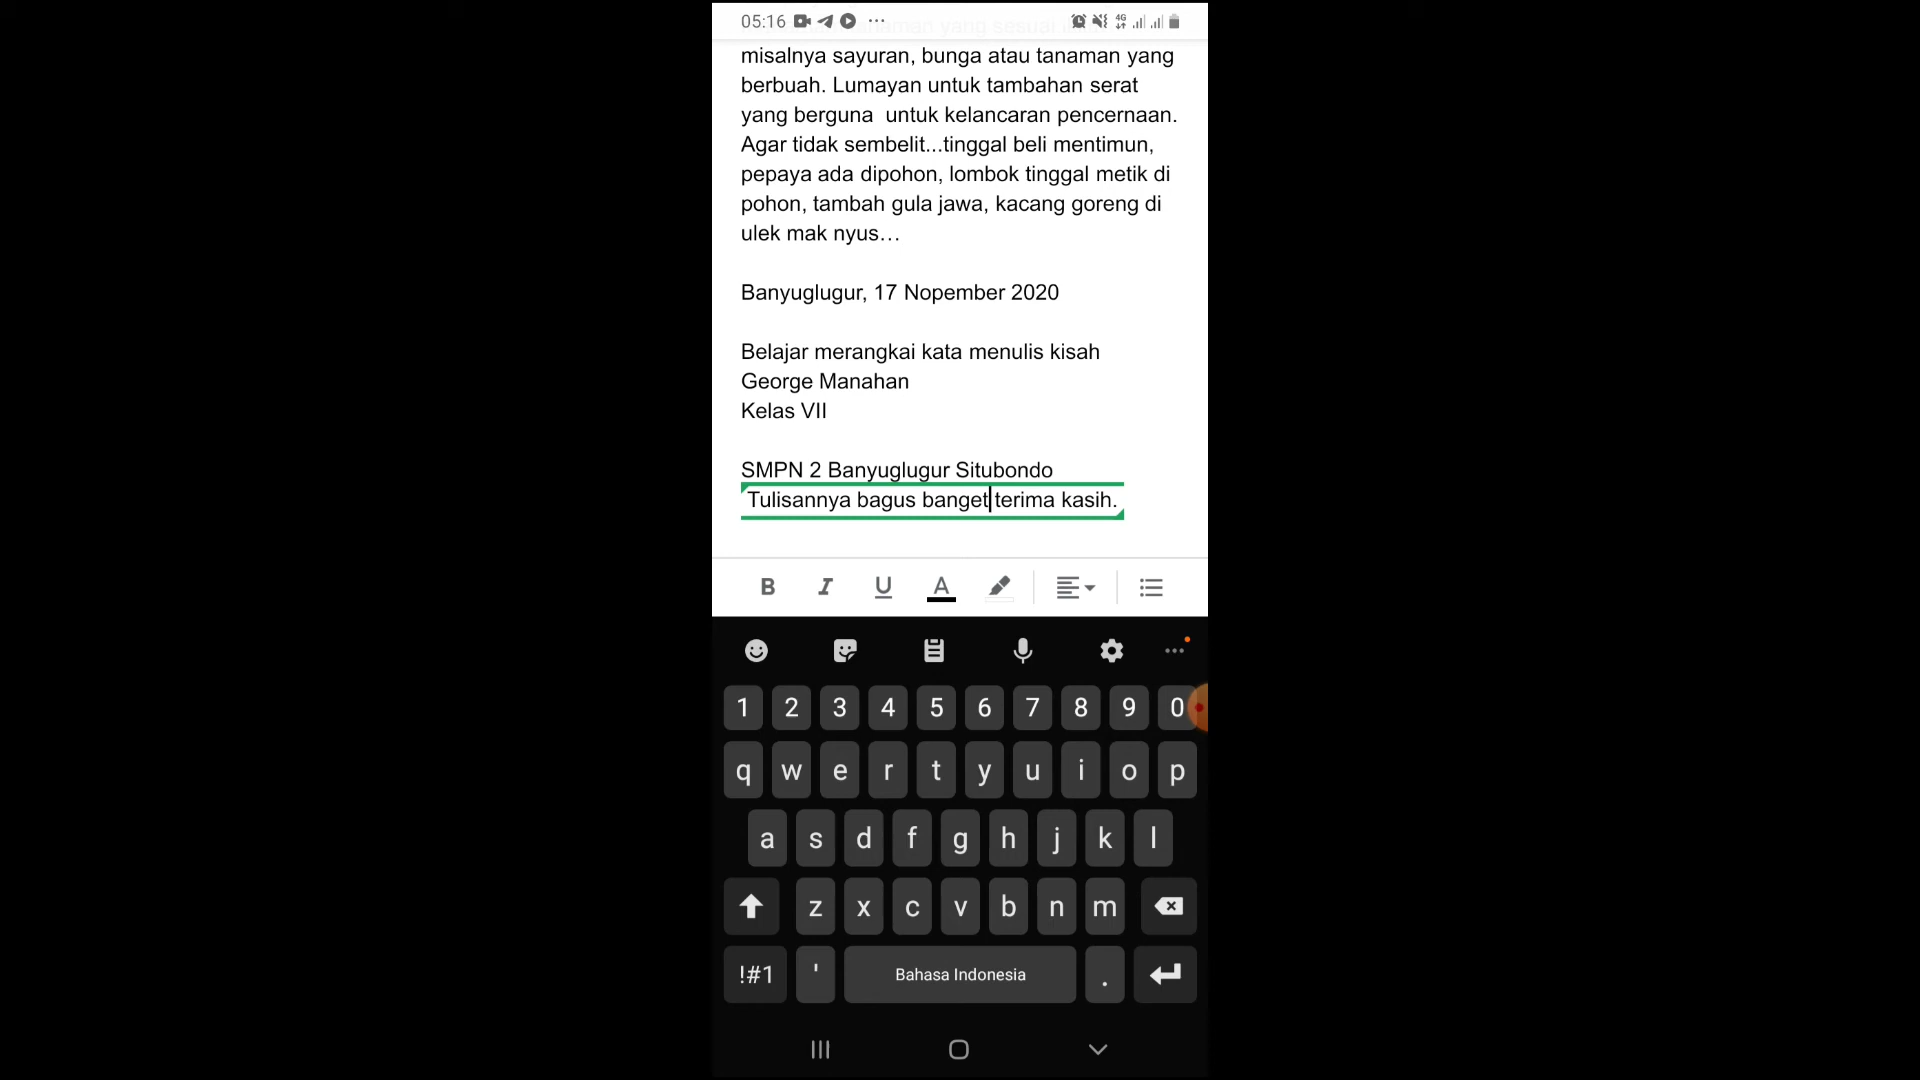 05:16
misalnya sayuran, bunga atau tanaman yang
berbuah. Lumayan untuk tambahan serat
yang berguna  untuk kelancaran pencernaan.
Agar tidak sembelit...tinggal beli mentimun,
pepaya ada dipohon, lombok tinggal metik di
pohon, tambah gula jawa, kacang goreng di
ulek mak nyus…
Banyuglugur, 17 Nopember 2020
Belajar merangkai kata menulis kisah
George Manahan
Kelas VII
SMPN 2 Banyuglugur Situbondo
Tulisannya bagus banget terima kasih.
B I U A
1 2 3 4 5 6 7 8 9 0
q w e r t y u i o p
a s d f g h j k l
z x c v b n m
!#1 ' Bahasa Indonesia .